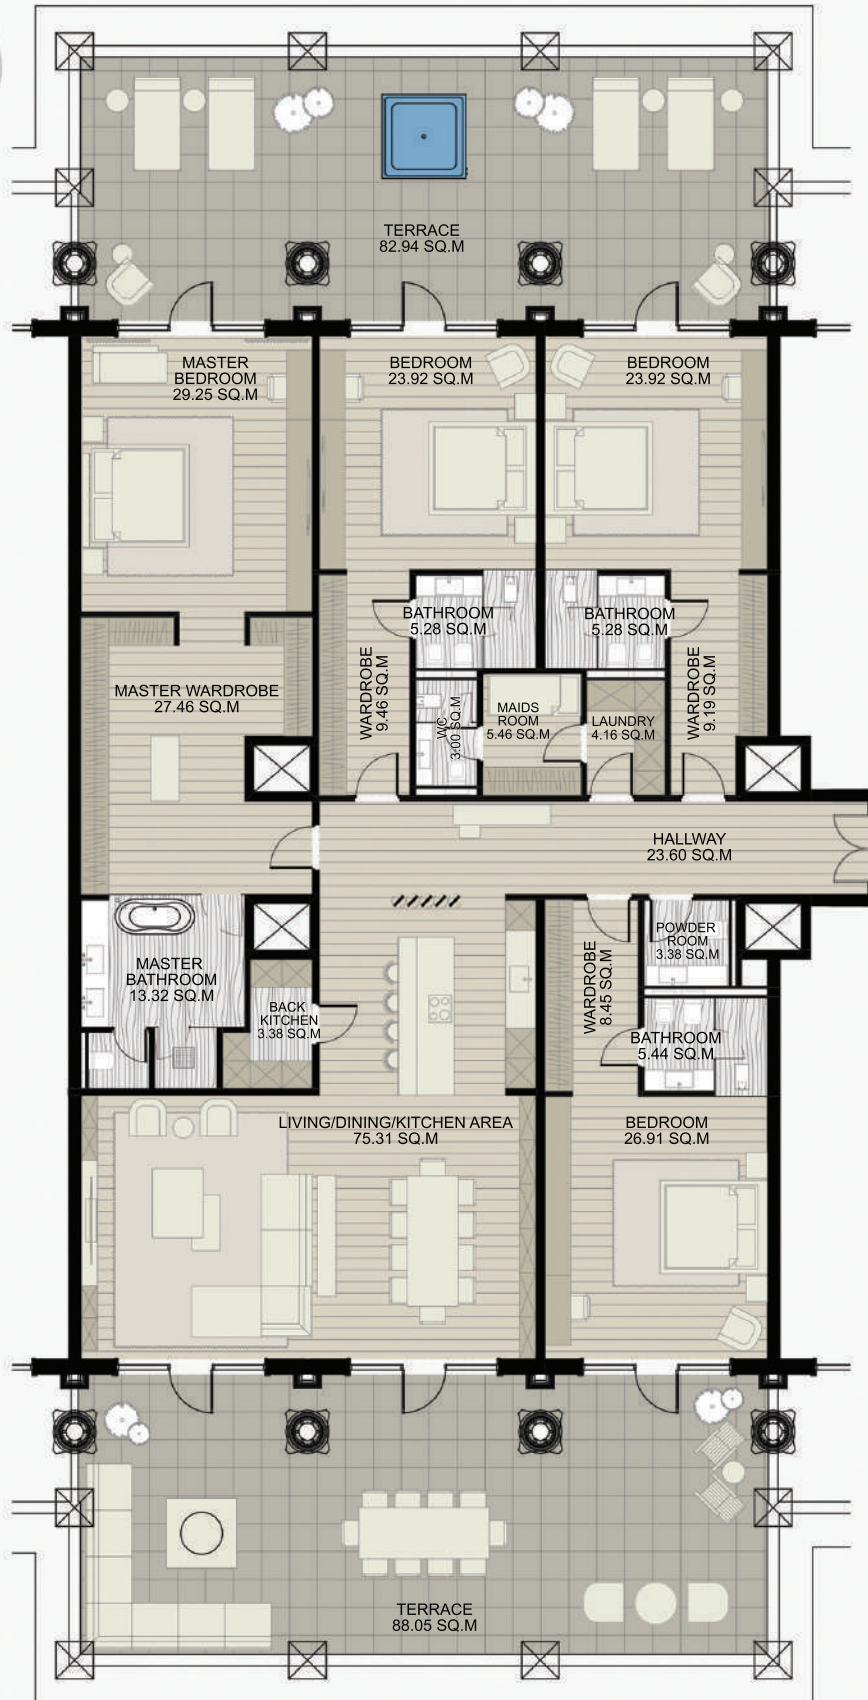 TERRACE
82.94 SQ.M
MASTER
BEDROOM
29.25 SQ.M
BEDROOM
23.92 SQ.M
BEDROOM
23.92 SQ.M
BATHROOM
5.28 SQ.M
BATHROOM
5.28 SQ.M
MASTER WARDROBE
27.46 SQ.M
WARDROBE
9.46 SQ.M
WC
3.00 SQ.M
MAIDS
ROOM
5.46 SQ.M
LAUNDRY
4.16 SQ.M
WARDROBE
9.19 SQ.M
HALLWAY
23.60 SQ.M
MASTER
BATHROOM
13.32 SQ.M
BACK
KITCHEN
3.38 SQ.M
WARDROBE
8.45 SQ.M
POWDER
ROOM
3.38 SQ.M
BATHROOM
5.44 SQ.M
LIVING/DINING/KITCHEN AREA
75.31 SQ.M
BEDROOM
26.91 SQ.M
TERRACE
88.05 SQ.M